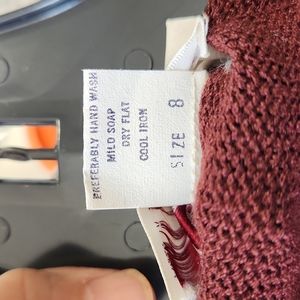 PREFERABLY HAND WASH
MILD SOAP
DRY FLAT
COOL IRON
SIZE 8